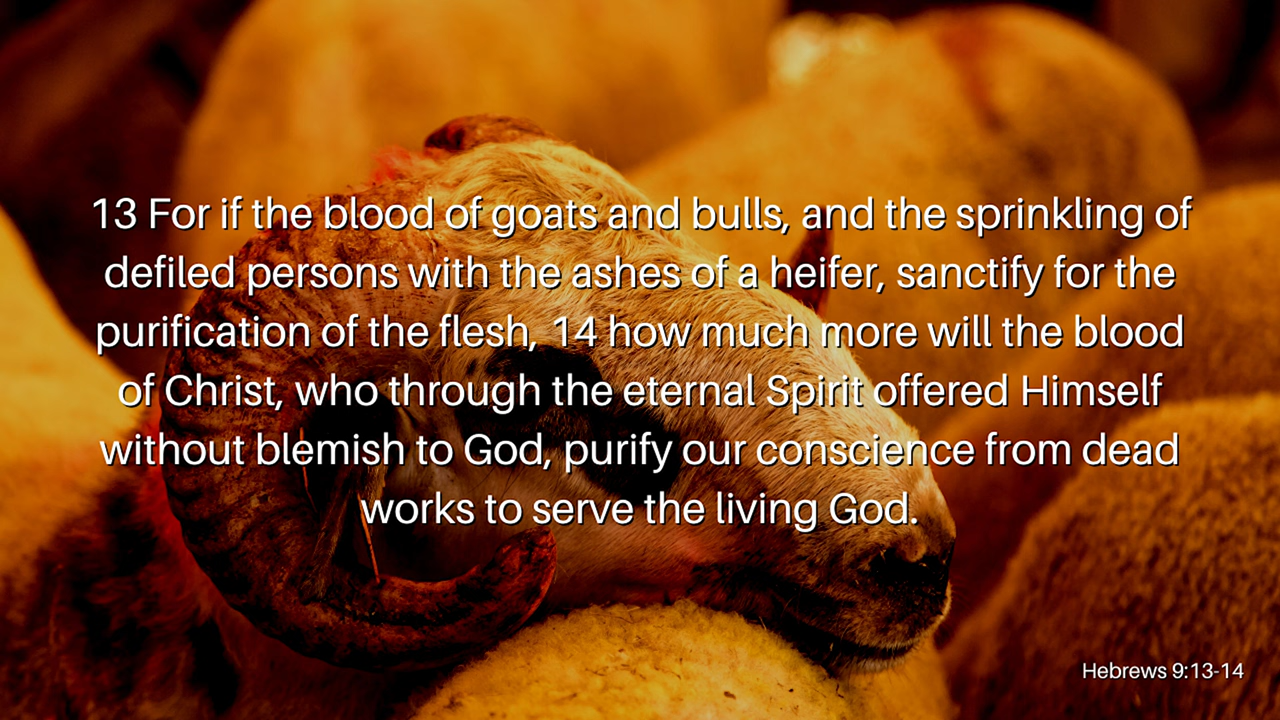 13 For if the blood of goats and bulls, and the sprinkling of
defiled persons with the ashes of a heifer, sanctify for the
purification of the flesh, 14 how much more will the blood
of Christ, who through the eternal Spirit offered Himself
without blemish to God, purify our conscience from dead
works to serve the living God.
Hebrews 9:13-14